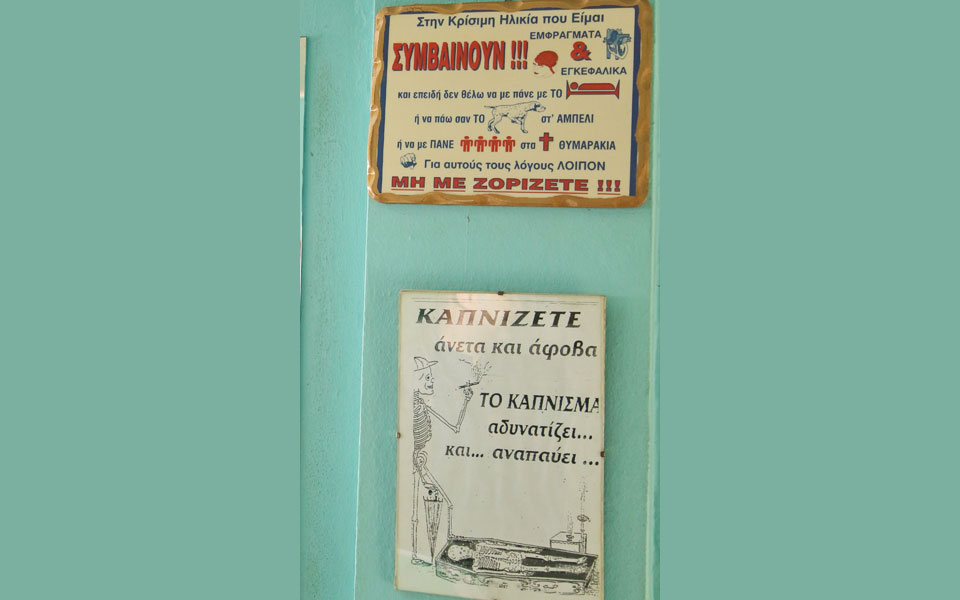 Στην Κρίσιμη Ηλικία που Είμαι
ΣΥΜΒΑΙΝΟΥΝ !!! ΕΜΦΡΑΓΜΑΤΑ
&
ΕΓΚΕΦΑΛΙΚΑ
και επειδή δεν θέλω να με πάνε με ΤΟ
ή να πάω σαν ΤΟ στ' ΑΜΠΕΛΙ
ή να με ΠΑΝΕ στα ΘΥΜΑΡΑΚΙΑ
Για αυτούς τους λόγους ΛΟΙΠΟΝ
ΜΗ ΜΕ ΖΟΡΙΖΕΤΕ !!!
ΚΑΠΝΙΖΕΤΕ
άνετα και άφοβα
ΤΟ ΚΑΠΝΙΣΜΑ
αδυνατίζει...
και... αναπαύει ...